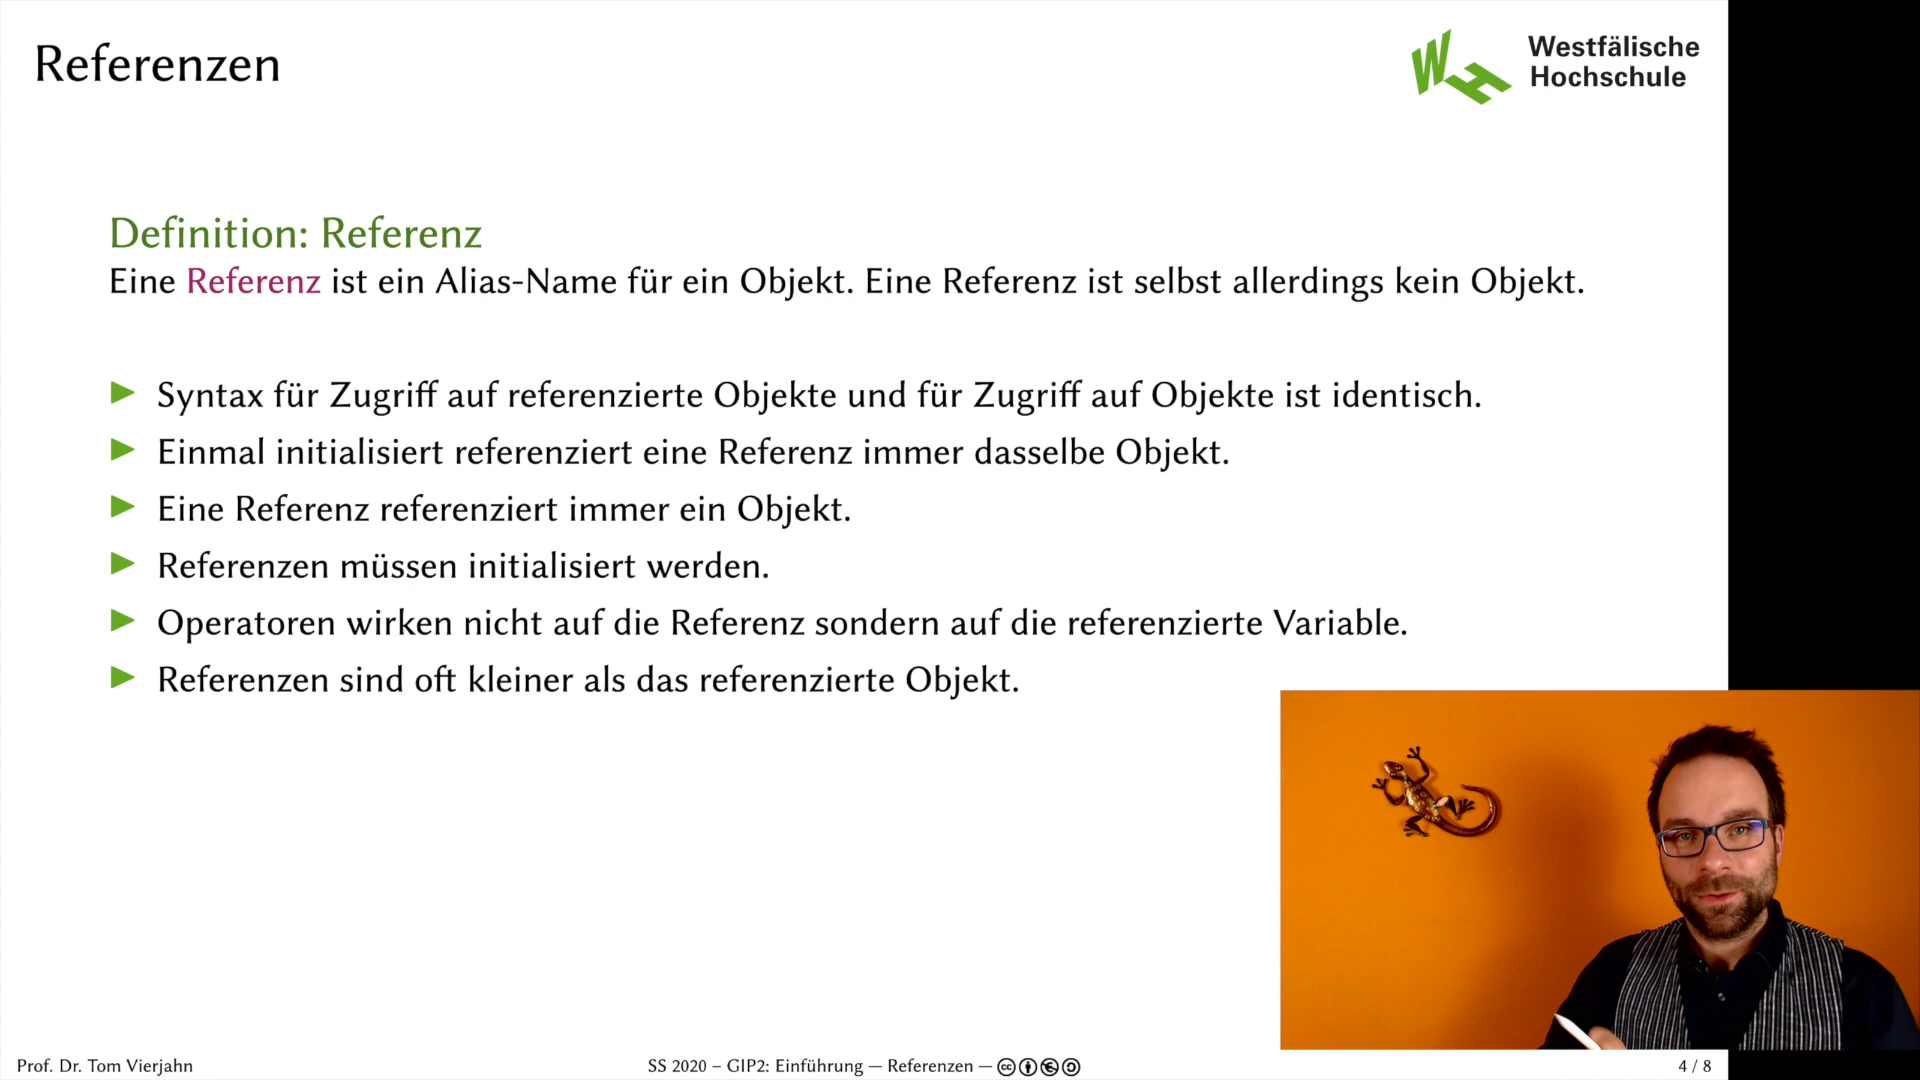 Referenzen
Westfälische
Hochschule
Definition: Referenz
Eine Referenz ist ein Alias-Name für ein Objekt. Eine Referenz ist selbst allerdings kein Objekt.
Syntax für Zugriff auf referenzierte Objekte und für Zugriff auf Objekte ist identisch.
Einmal initialisiert referenziert eine Referenz immer dasselbe Objekt.
Eine Referenz referenziert immer ein Objekt.
Referenzen müssen initialisiert werden.
Operatoren wirken nicht auf die Referenz sondern auf die referenzierte Variable.
Referenzen sind oft kleiner als das referenzierte Objekt.
Prof. Dr. Tom Vierjahn
SS 2020 – GIP2: Einführung — Referenzen —
4 / 8